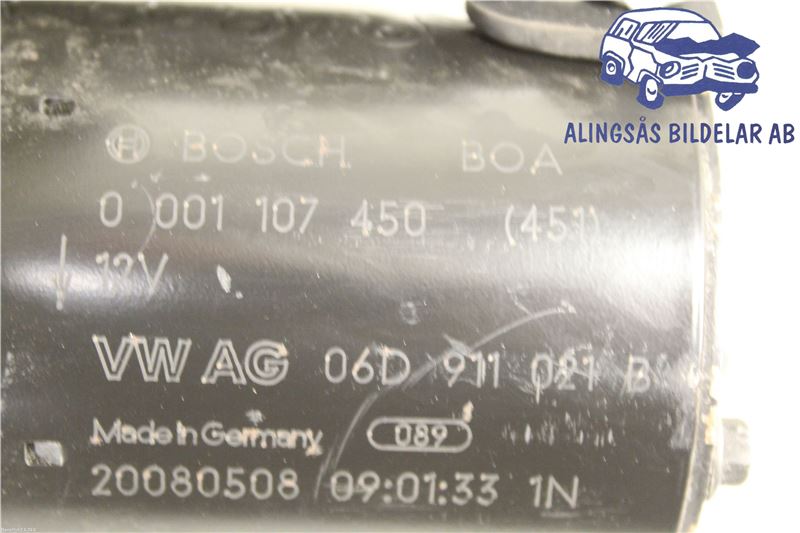 ALINGSÅS BILDELAR AB
BOSCH BOA
0 001 107 450 (451)
12V
VW AG 06D 911 021 B
Made in Germany 089
20080508 09:01:33 1N